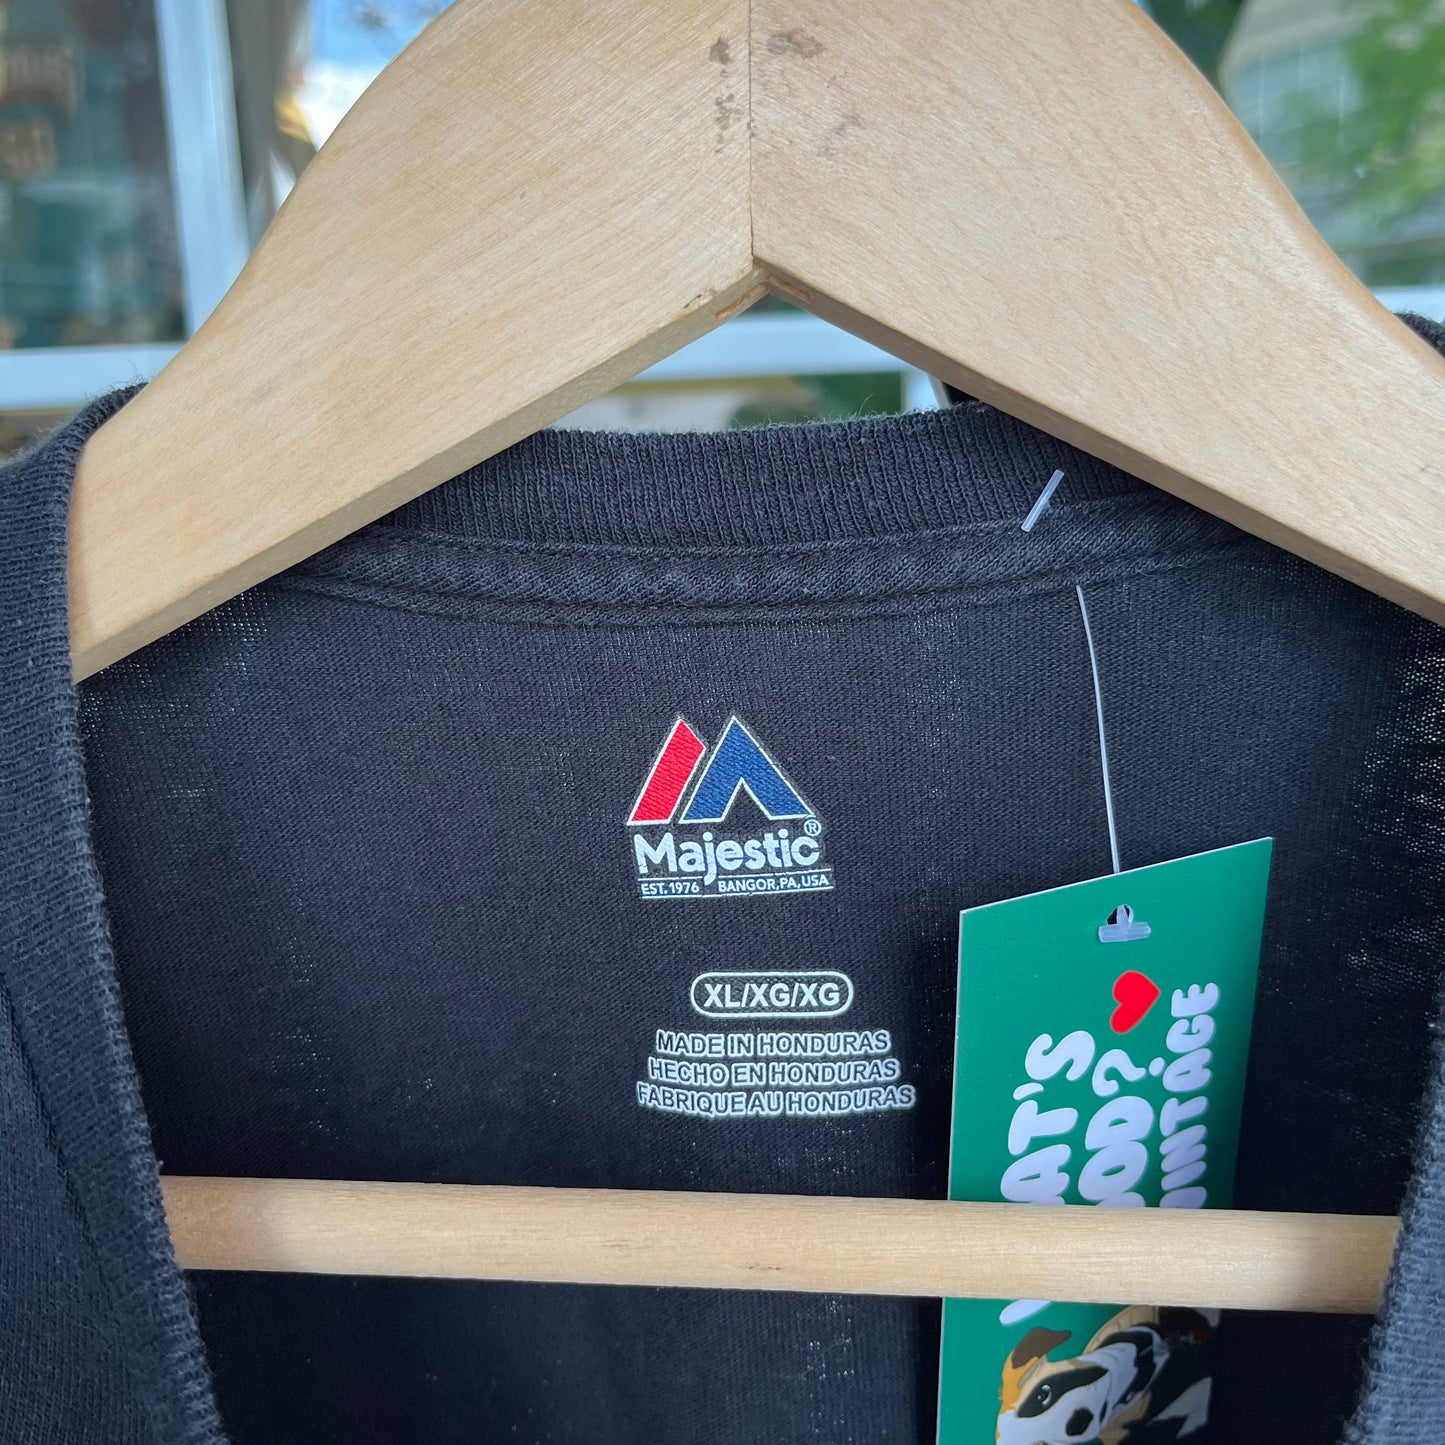 Majestic®
EST. 1976 BANGOR, PA, USA
XL/XG/XG
MADE IN HONDURAS
HECHO EN HONDURAS
FABRIQUE AU HONDURAS